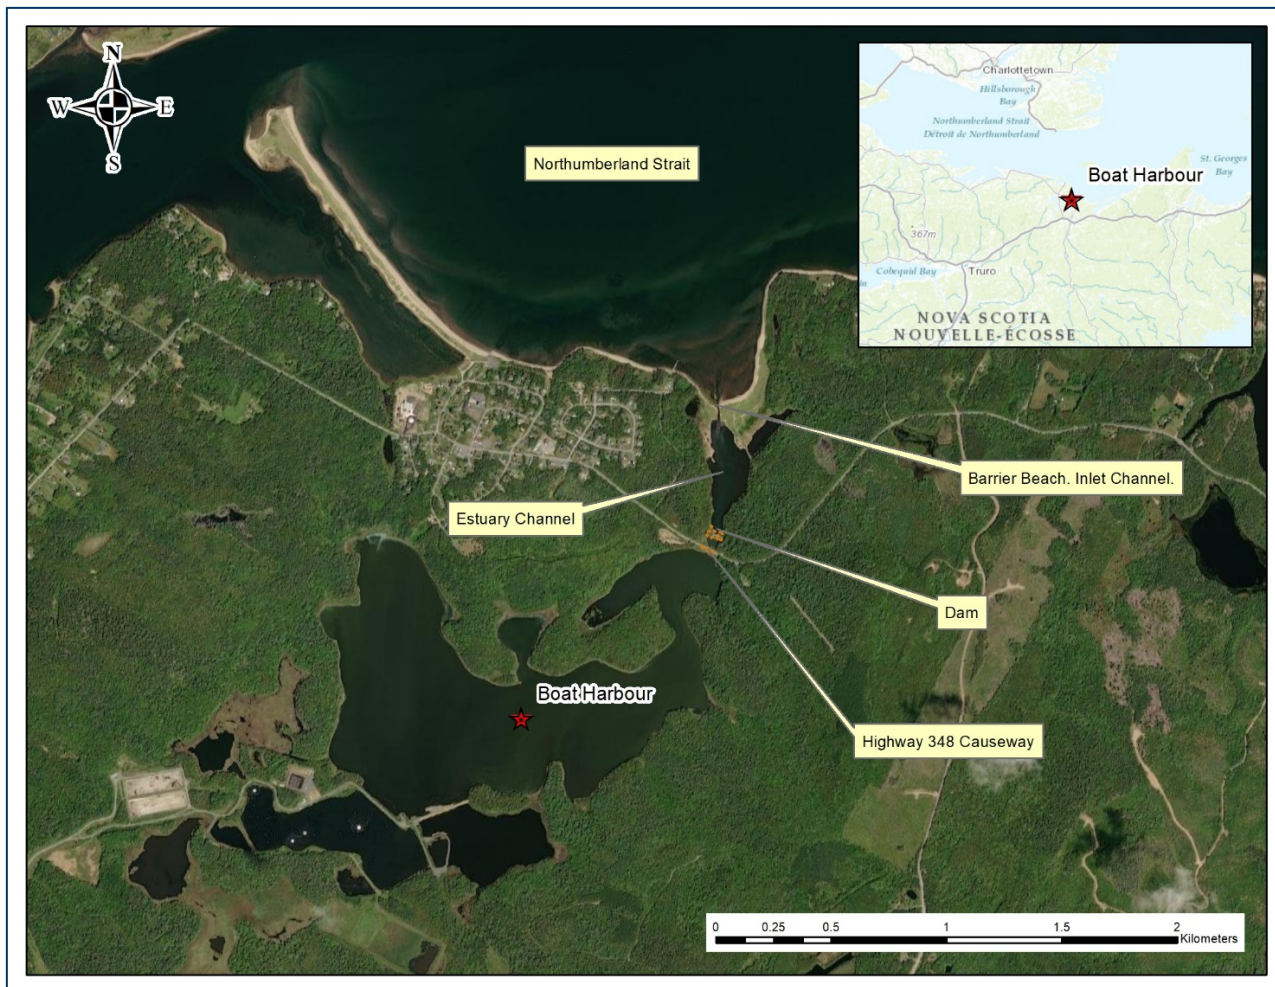 N
W E
S
Northumberland Strait
Charlottetown
Hillsborough
Bay
Northumberland Strait
Détroit de Northumberland
St. Georges
Bay
Boat Harbour
367m
Cobequid Bay
Truro
NOVA SCOTIA
NOUVELLE-ÉCOSSE
Barrier Beach. Inlet Channel.
Estuary Channel
Dam
Boat Harbour
Highway 348 Causeway
0 0.25 0.5 1 1.5 2
Kilometers